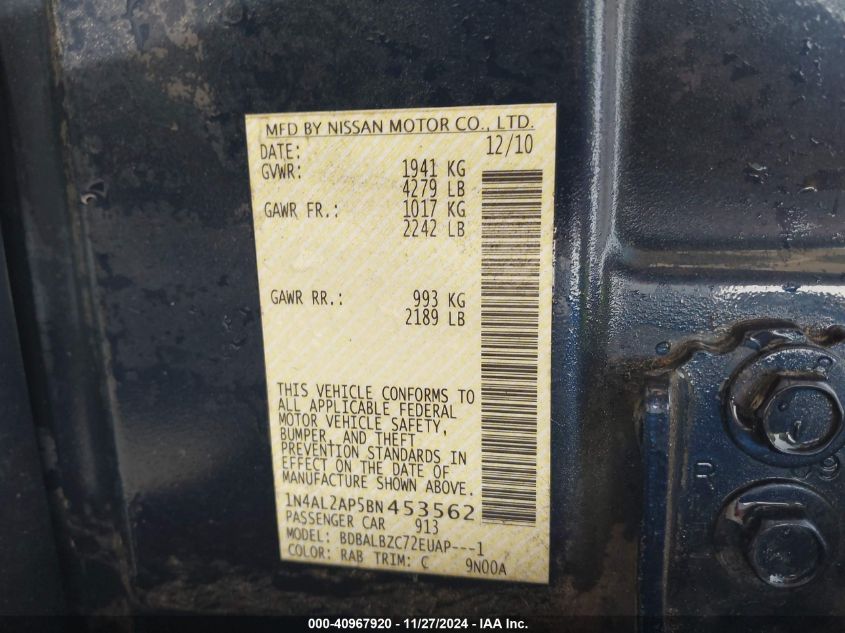 MFD BY NISSAN MOTOR CO., LTD.
DATE: 12/10
GVWR: 1941 KG
4279 LB
GAWR FR.: 1017 KG
2242 LB
GAWR RR.: 993 KG
2189 LB
THIS VEHICLE CONFORMS TO
ALL APPLICABLE FEDERAL
MOTOR VEHICLE SAFETY,
BUMPER, AND THEFT
PREVENTION STANDARDS IN
EFFECT ON THE DATE OF
MANUFACTURE SHOWN ABOVE.
1N4AL2AP5BN453562
PASSENGER CAR 913
MODEL: BDBALBZC72EUAP---1
COLOR: RAB TRIM: C 9N00A
R
9
000-40967920 - 11/27/2024 - IAA Inc.